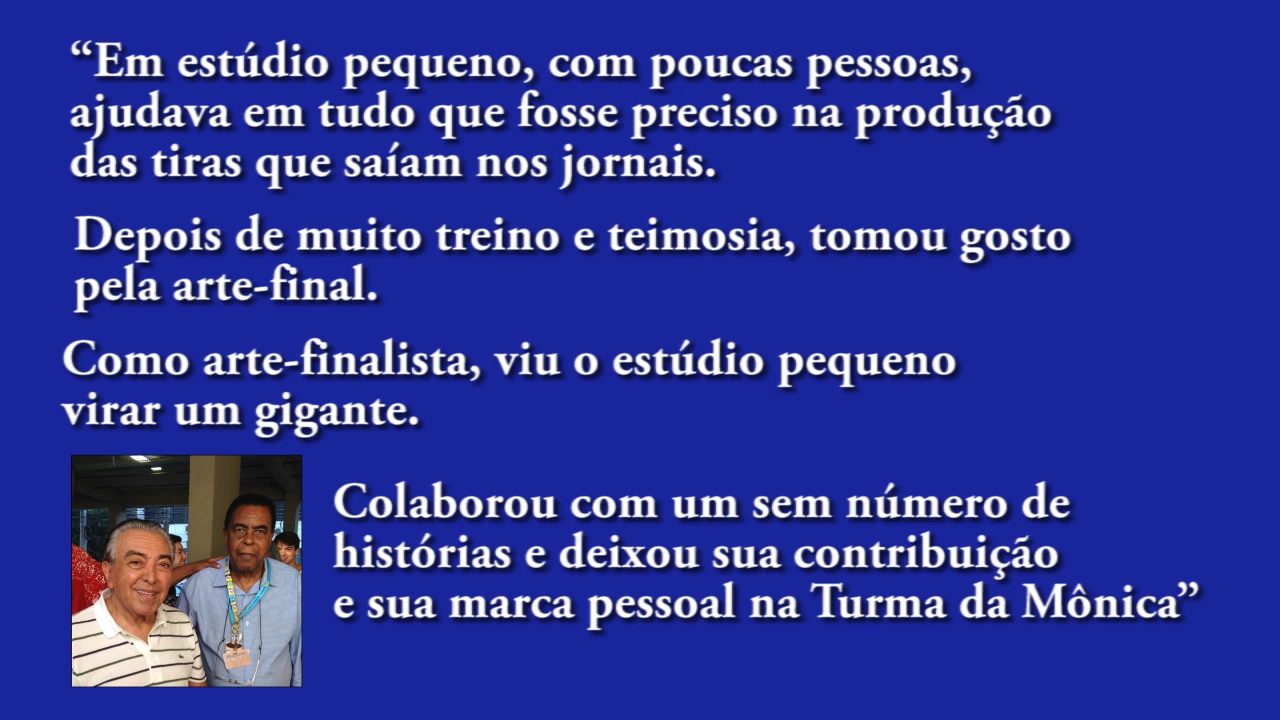 “Em estúdio pequeno, com poucas pessoas,
ajudava em tudo que fosse preciso na produção
das tiras que saíam nos jornais.
Depois de muito treino e teimosia, tomou gosto
pela arte-final.
Como arte-finalista, viu o estúdio pequeno
virar um gigante.
Colaborou com um sem número de
histórias e deixou sua contribuição
e sua marca pessoal na Turma da Mônica”